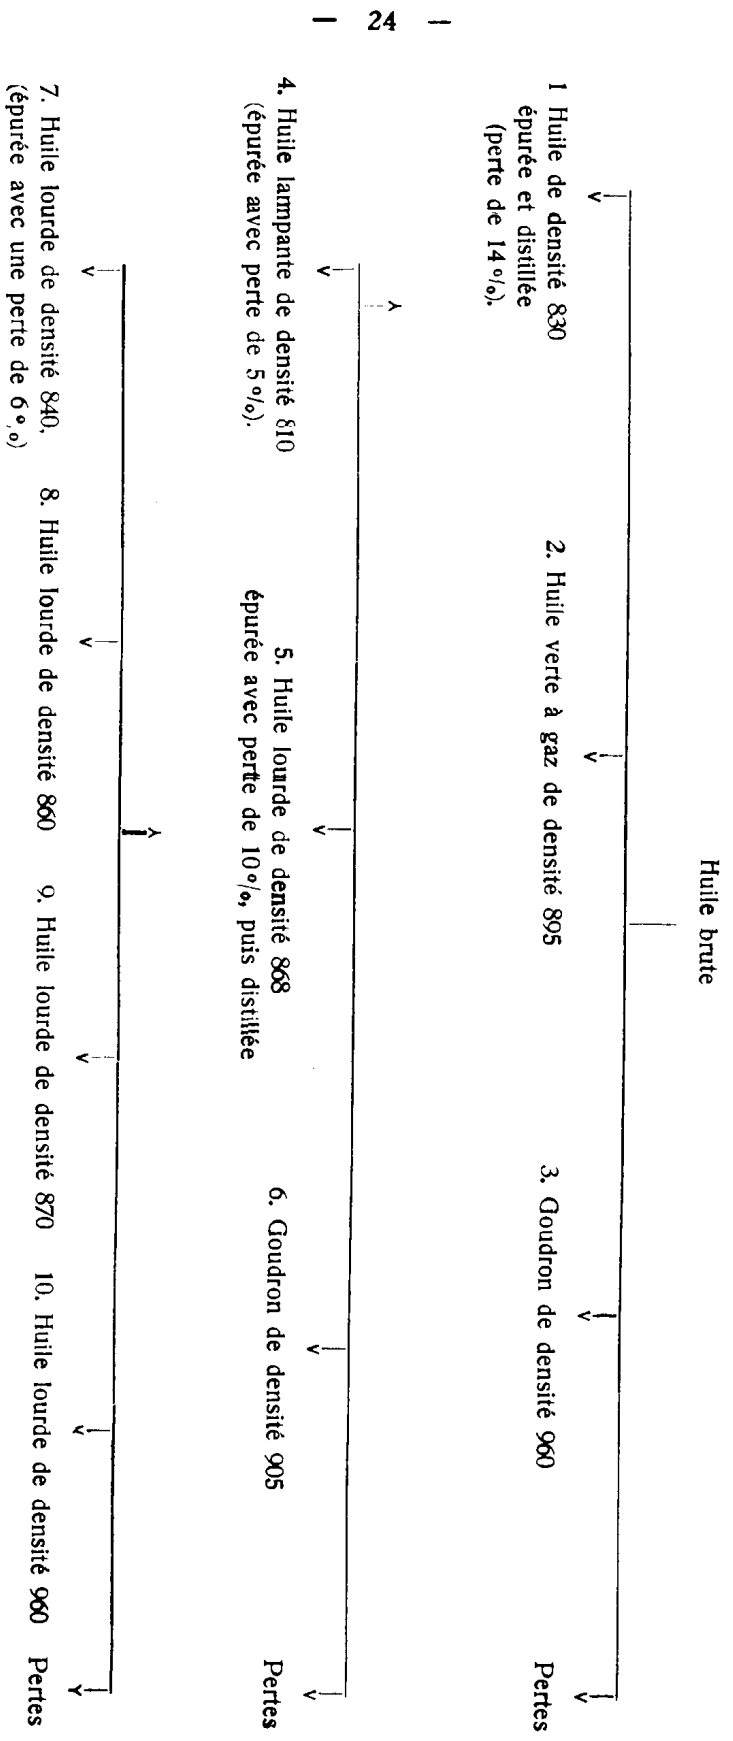 — 24 —
Huile brute
1 Huile de densité 830
épurée et distillée
(perte de 14 %).
2. Huile verte à gaz de densité 895
3. Goudron de densité 960
Pertes
4. Huile lampante de densité 810
(épurée avec perte de 5 %).
5. Huile lourde de densité 868
épurée avec perte de 10 %, puis distillée
6. Goudron de densité 905
Pertes
7. Huile lourde de densité 840,
(épurée avec une perte de 6 %)
8. Huile lourde de densité 860
9. Huile lourde de densité 870
10. Huile lourde de densité 960
Pertes